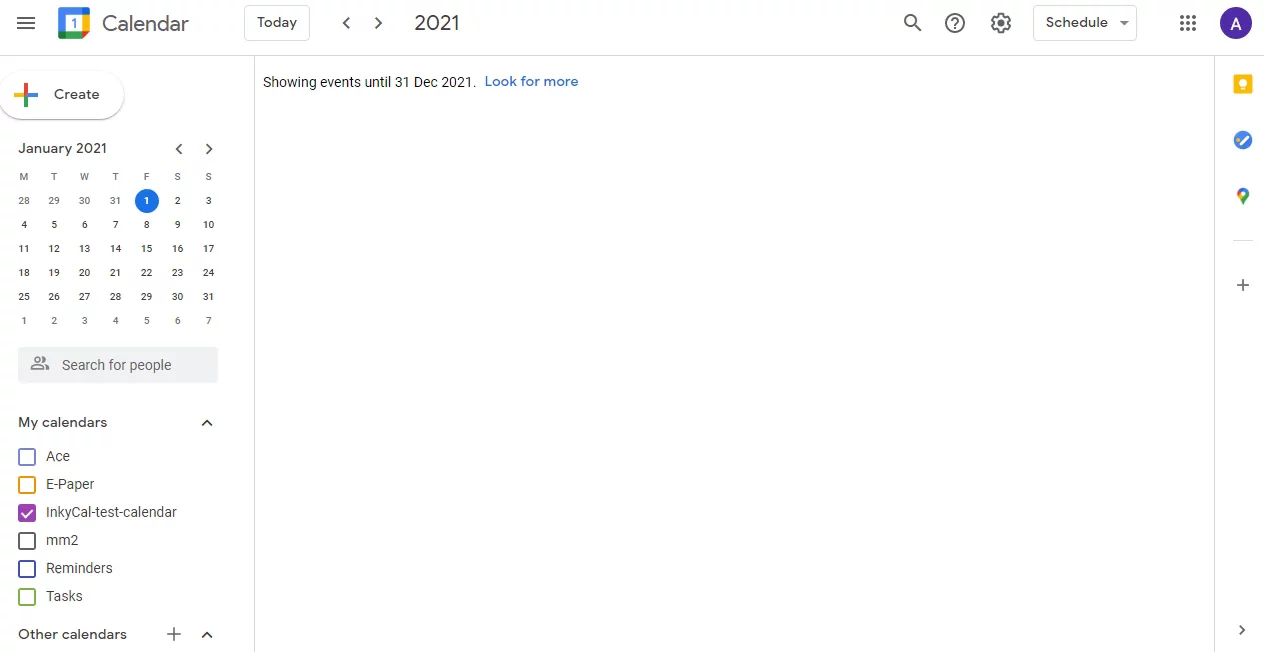 1 Calendar Today 2021 Schedule A
Showing events until 31 Dec 2021. Look for more
Create
January 2021
M T W T F S S
28 29 30 31 1 2 3
4 5 6 7 8 9 10
11 12 13 14 15 16 17
18 19 20 21 22 23 24
25 26 27 28 29 30 31
1 2 3 4 5 6 7
Search for people
My calendars
Ace
E-Paper
InkyCal-test-calendar
mm2
Reminders
Tasks
Other calendars